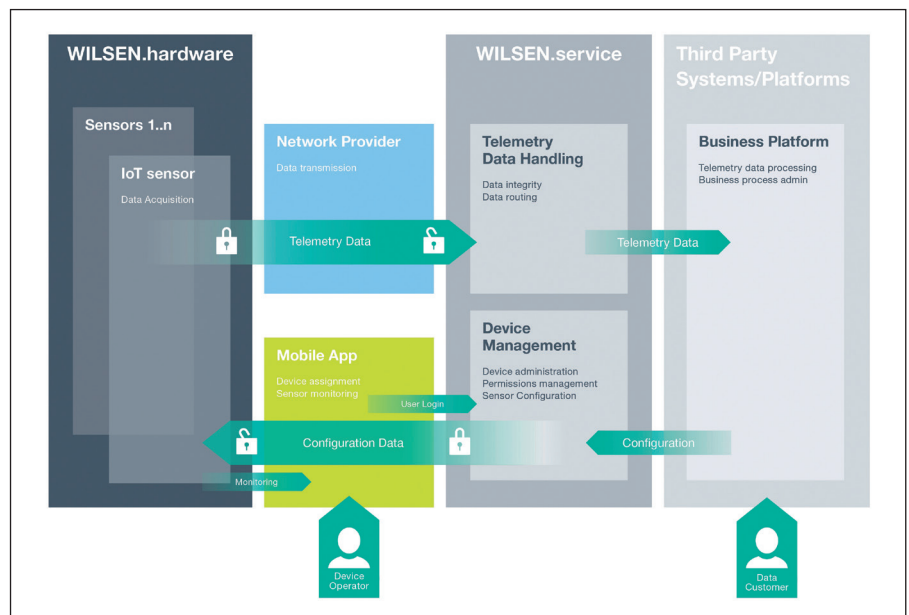 WILSEN.hardware
Sensors 1..n
IoT sensor
Data Acquisition
Network Provider
Data transmission
Telemetry Data
Mobile App
Device assignment
Sensor monitoring
User Login
Configuration Data
Monitoring
Device
Operator
WILSEN.service
Telemetry
Data Handling
Data integrity
Data routing
Telemetry Data
Device
Management
Device administration
Permissions management
Sensor Configuration
Configuration
Third Party
Systems/Platforms
Business Platform
Telemetry data processing
Business process admin
Data
Customer